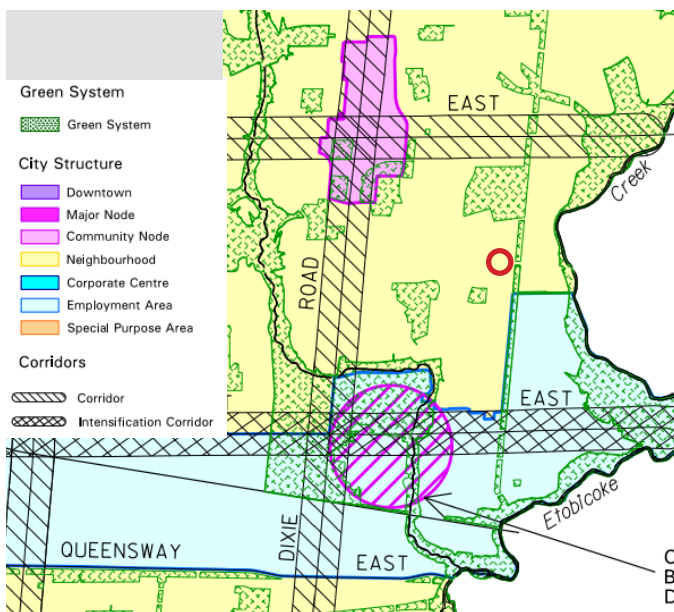 Green System
Green System
City Structure
Downtown
Major Node
Community Node
Neighbourhood
Corporate Centre
Employment Area
Special Purpose Area
Corridors
Corridor
Intensification Corridor
EAST
Creek
ROAD
EAST
Etobicoke
DIXIE
QUEENSWAY
EAST